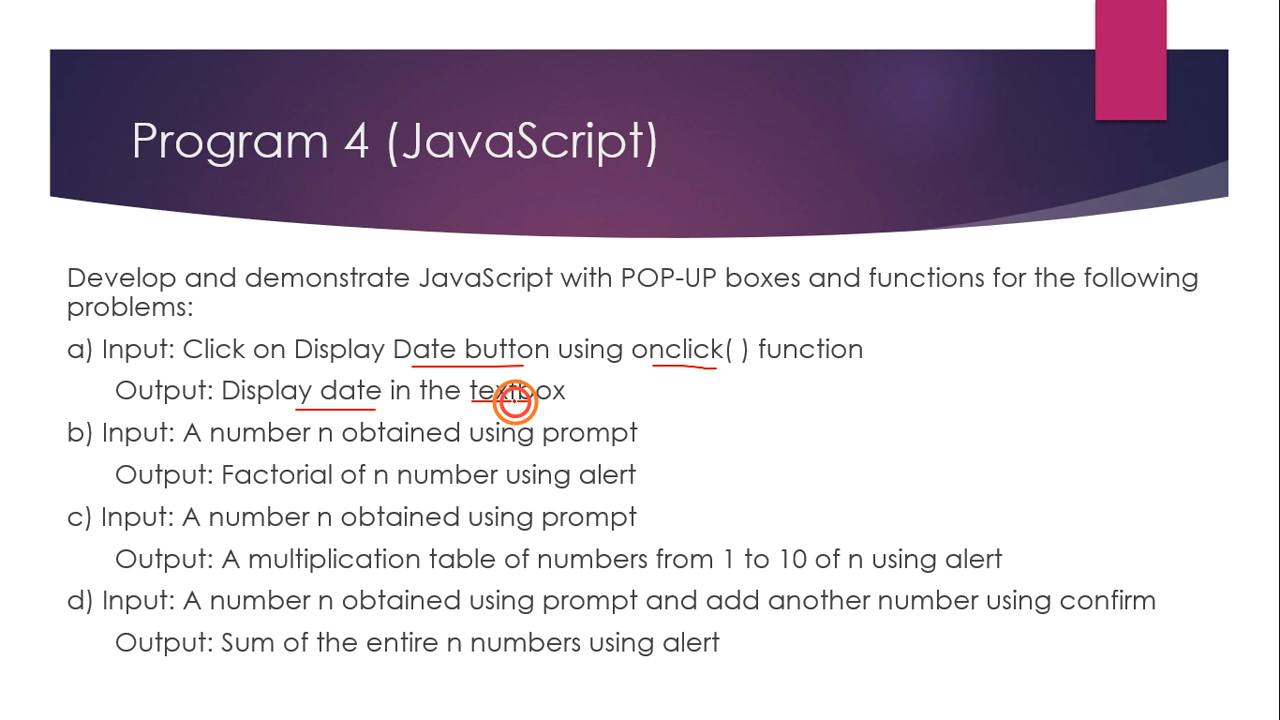 Program 4 (JavaScript)
Develop and demonstrate JavaScript with POP-UP boxes and functions for the following
problems:
a) Input: Click on Display Date button using onclick( ) function
Output: Display date in the textbox
b) Input: A number n obtained using prompt
Output: Factorial of n number using alert
c) Input: A number n obtained using prompt
Output: A multiplication table of numbers from 1 to 10 of n using alert
d) Input: A number n obtained using prompt and add another number using confirm
Output: Sum of the entire n numbers using alert